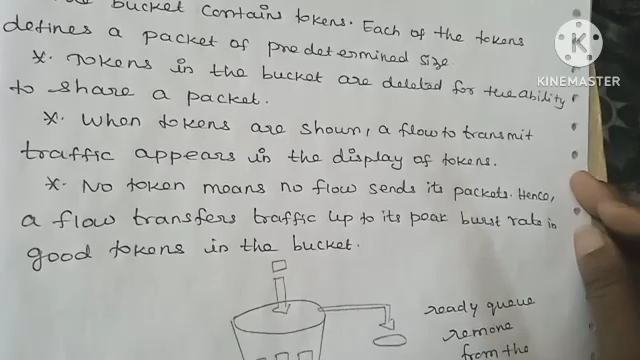 bucket contains tokens. Each of the tokens
defines a packet of predetermined size
*. Tokens in the bucket are deleted for the ability
to share a packet.
*. When tokens are shown, a flow to transmit
traffic appears in the display of tokens.
*. No token means no flow sends its packets. Hence,
a flow transfers traffic up to its peak burst rate in
good tokens in the bucket.
ready queue
remone
from the
KINEMASTER